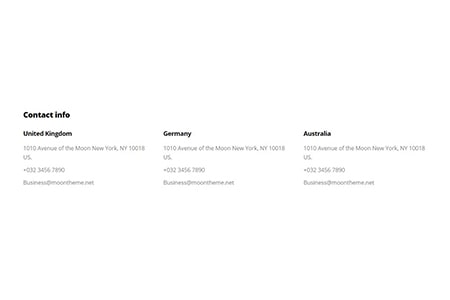 Contact info
United Kingdom
1010 Avenue of the Moon New York, NY 10018
US.
+032 3456 7890
Business@moontheme.net
Germany
1010 Avenue of the Moon New York, NY 10018
US.
+032 3456 7890
Business@moontheme.net
Australia
1010 Avenue of the Moon New York, NY 10018
US.
+032 3456 7890
Business@moontheme.net